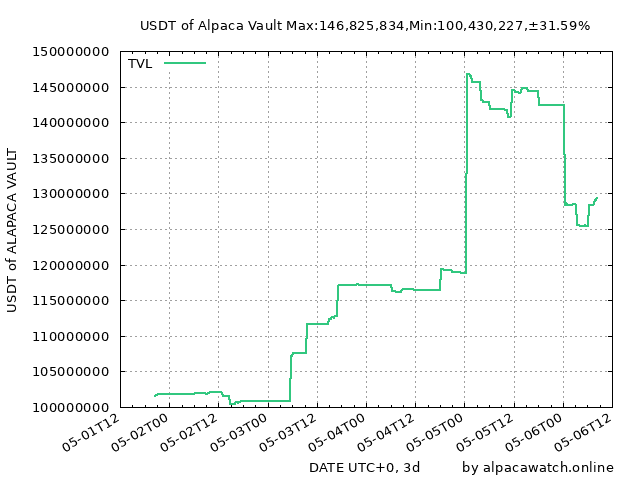 USDT of Alpaca Vault Max:146,825,834,Min:100,430,227,±31.59%
TVL
USDT of ALAPACA VAULT
150000000
145000000
140000000
135000000
130000000
125000000
120000000
115000000
110000000
105000000
100000000
05-01T12
05-02T00
05-02T12
05-03T00
05-03T12
05-04T00
05-04T12
05-05T00
05-05T12
05-06T00
05-06T12
DATE UTC+0, 3d by alpacawatch.online